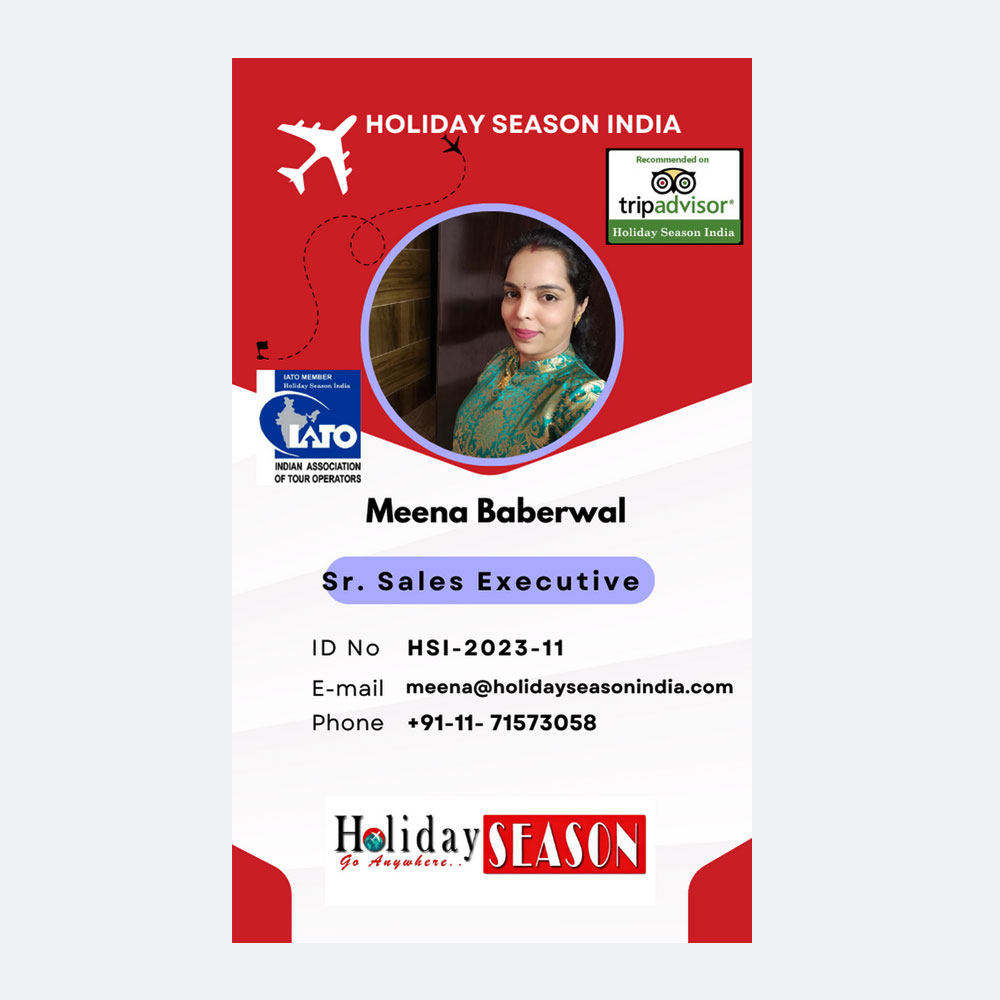 HOLIDAY SEASON INDIA
Recommended on
tripadvisor®
Holiday Season India
IATO MEMBER
Holiday Season India
IATO
INDIAN ASSOCIATION
OF TOUR OPERATORS
Meena Baberwal
Sr. Sales Executive
ID No HSI-2023-11
E-mail meena@holidayseasonindia.com
Phone +91-11- 71573058
Holiday SEASON
Go Anywhere..